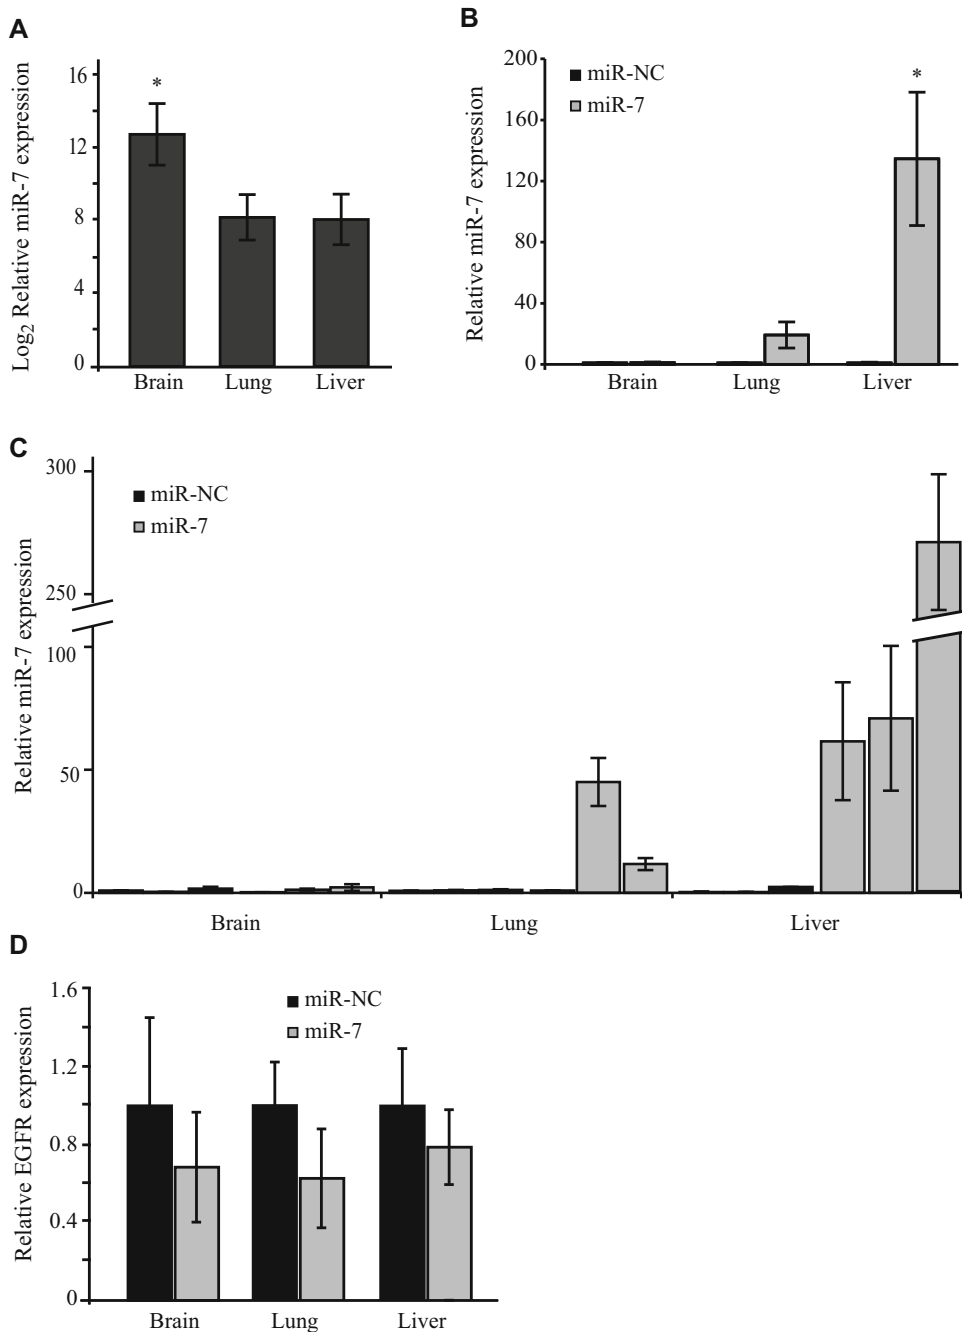 A
Log2 Relative miR-7 expression
16
12
8
4
0
*
Brain Lung Liver
B
Relative miR-7 expression
200
160
120
80
40
0
miR-NC
miR-7
*
Brain Lung Liver
C
Relative miR-7 expression
300
250
100
50
0
miR-NC
miR-7
Brain Lung Liver
D
Relative EGFR expression
1.6
1.2
0.8
0.4
0
miR-NC
miR-7
Brain Lung Liver